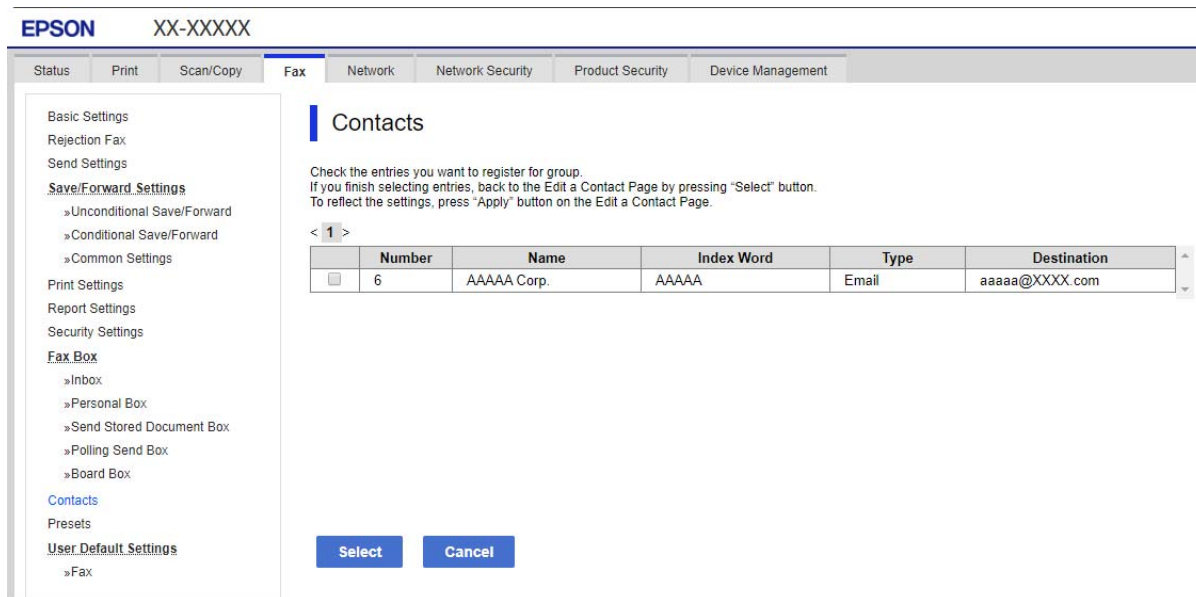 EPSON XX-XXXXX
Status Print Scan/Copy Fax Network Network Security Product Security Device Management
Basic Settings
Rejection Fax
Send Settings
Save/Forward Settings
»Unconditional Save/Forward
»Conditional Save/Forward
»Common Settings
Print Settings
Report Settings
Security Settings
Fax Box
»Inbox
»Personal Box
»Send Stored Document Box
»Polling Send Box
»Board Box
Contacts
Presets
User Default Settings
»Fax
Contacts
Check the entries you want to register for group.
If you finish selecting entries, back to the Edit a Contact Page by pressing “Select” button.
To reflect the settings, press “Apply” button on the Edit a Contact Page.
< 1 >
Number Name Index Word Type Destination
6 AAAAA Corp. AAAAA Email aaaaa@XXXX.com
Select Cancel